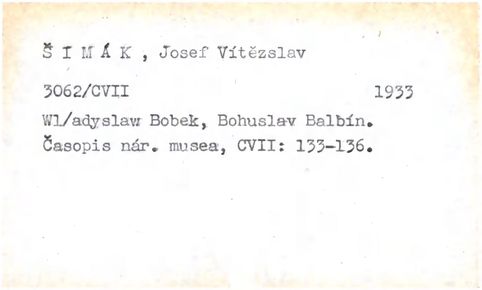 Š I M Á K , Josef Vítězslav
3062/CVII 1933
Wl/adyslaw Bobek, Bohuslav Balbín.
Časopis nár. musea, CVII: 133-136.